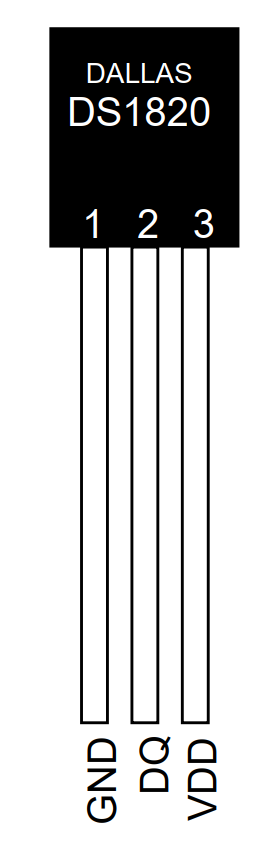 DALLAS
DS1820
1 2 3
GND DQ VDD